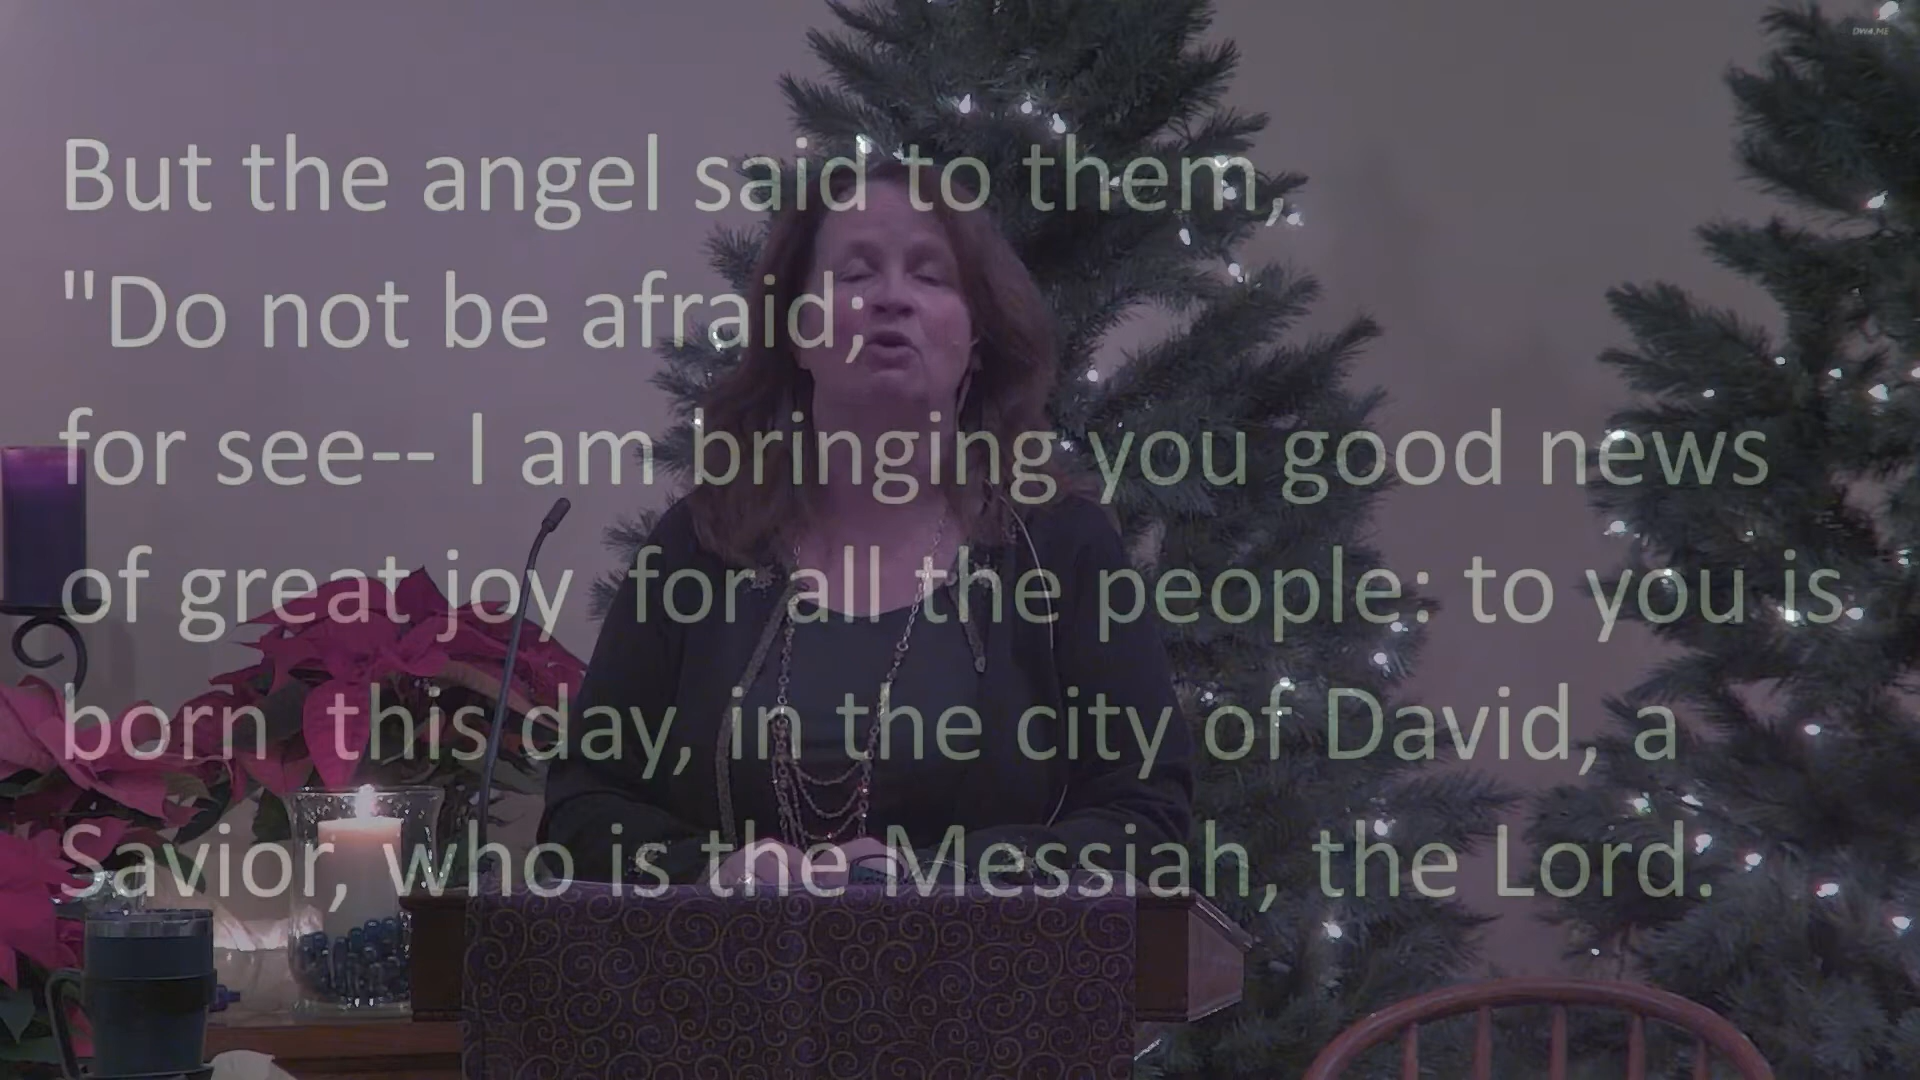 DW4.ME
But the angel said to them,
"Do not be afraid;
for see-- I am bringing you good news
of great joy  for all the people: to you is
born  this day, in the city of David, a
Savior, who is the Messiah, the Lord.